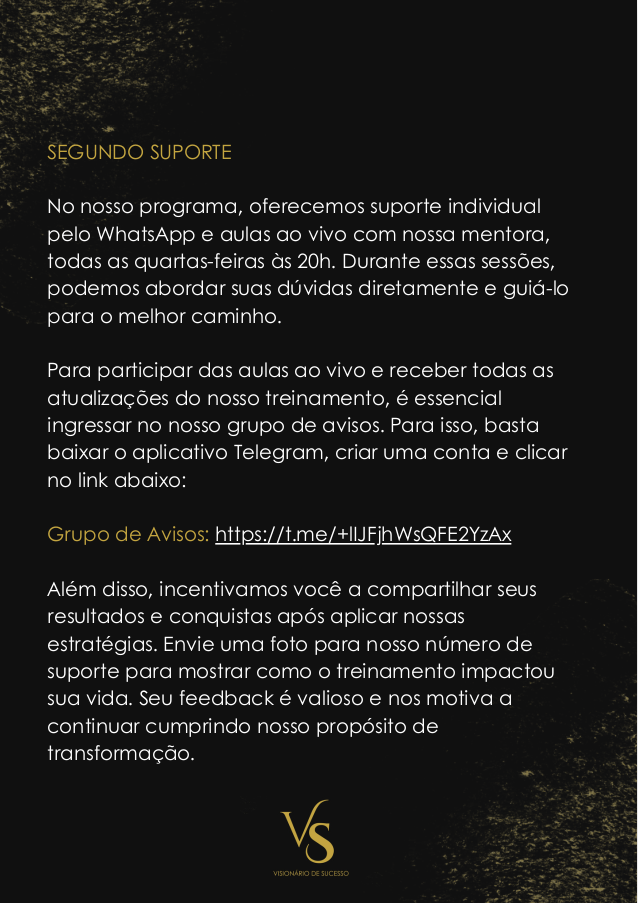 SEGUNDO SUPORTE
No nosso programa, oferecemos suporte individual
pelo WhatsApp e aulas ao vivo com nossa mentora,
todas as quartas-feiras às 20h. Durante essas sessões,
podemos abordar suas dúvidas diretamente e guiá-lo
para o melhor caminho.
Para participar das aulas ao vivo e receber todas as
atualizações do nosso treinamento, é essencial
ingressar no nosso grupo de avisos. Para isso, basta
baixar o aplicativo Telegram, criar uma conta e clicar
no link abaixo:
Grupo de Avisos: https://t.me/+lIJFjhWsQFE2YzAx
Além disso, incentivamos você a compartilhar seus
resultados e conquistas após aplicar nossas
estratégias. Envie uma foto para nosso número de
suporte para mostrar como o treinamento impactou
sua vida. Seu feedback é valioso e nos motiva a
continuar cumprindo nosso propósito de
transformação.
VS
VISIONÁRIO DE SUCESSO